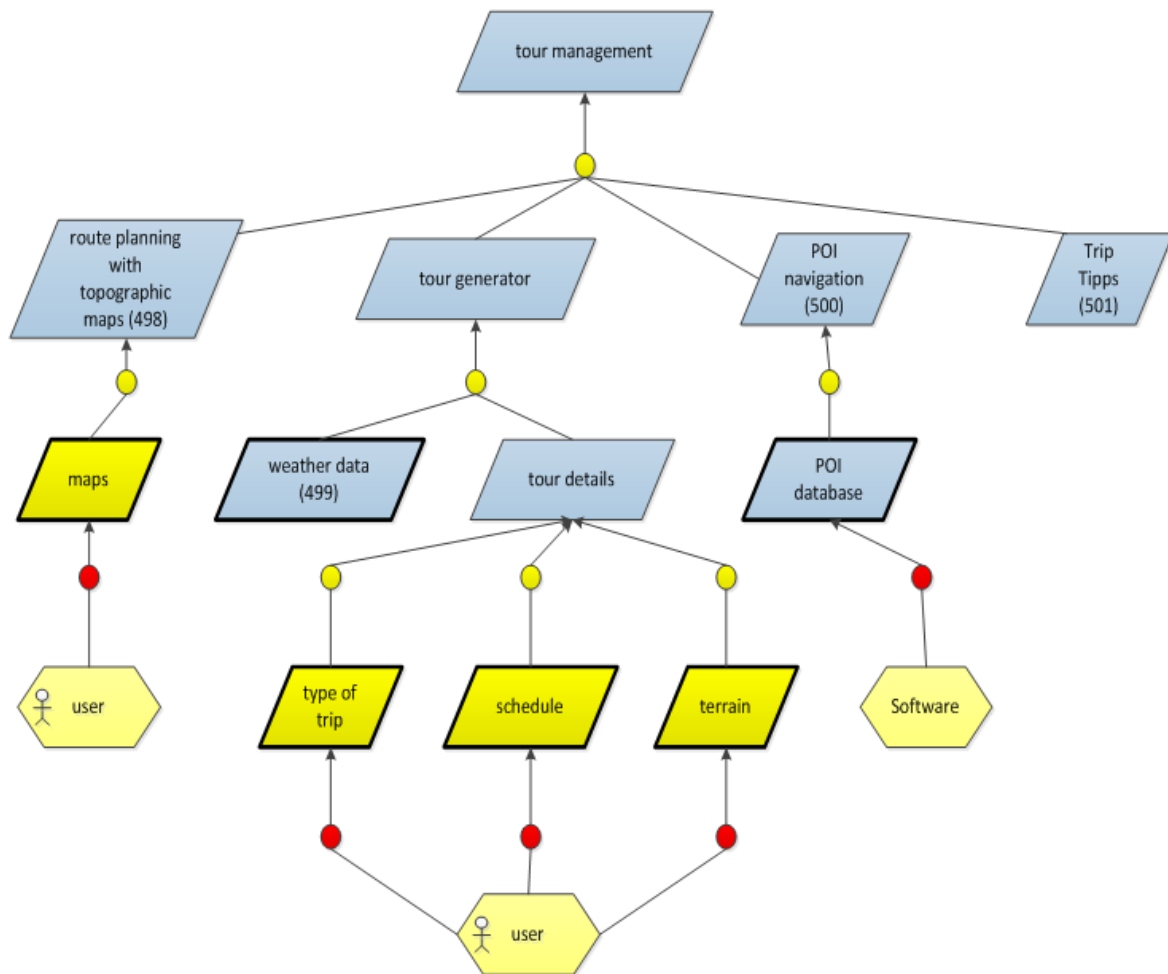 tour management
route planning
with
topographic
maps (498)
tour generator
POI
navigation
(500)
Trip
Tipps
(501)
maps
weather data
(499)
tour details
POI
database
user
type of
trip
schedule
terrain
Software
user